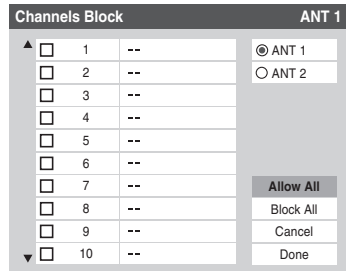 Channels Block ANT 1
1 -- ANT 1
2 -- ANT 2
3 --
4 --
5 --
6 --
7 -- Allow All
8 -- Block All
9 -- Cancel
10 -- Done